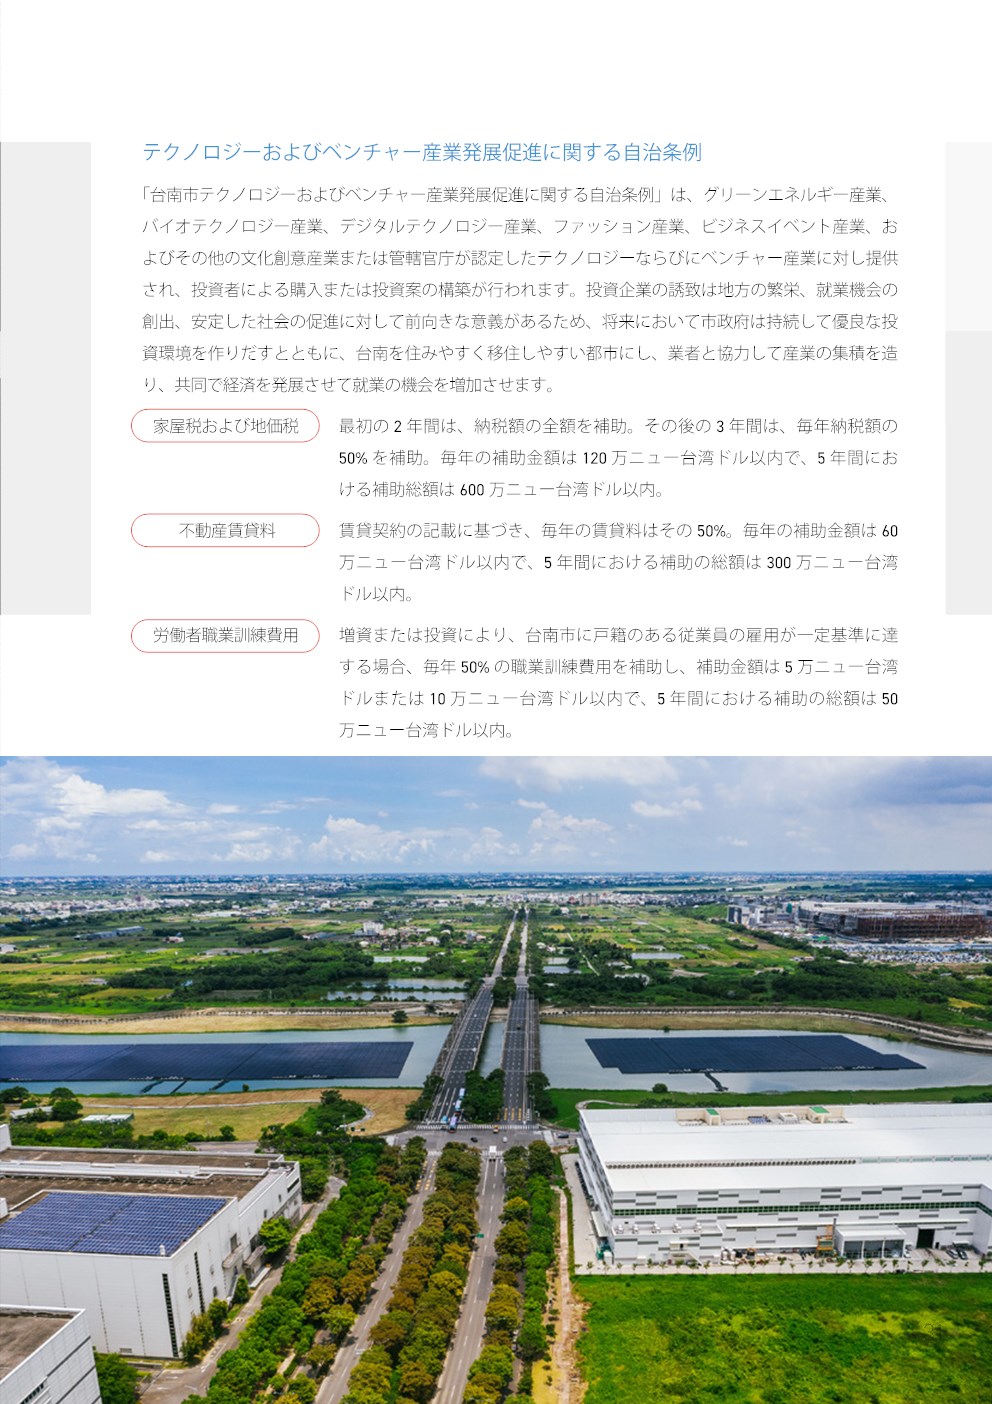 テクノロジーおよびベンチャー産業発展促進に関する自治条例
「台南市テクノロジーおよびベンチャー産業発展促進に関する自治条例」は、グリーンエネルギー産業、
バイオテクノロジー産業、デジタルテクノロジー産業、ファッション産業、ビジネスイベント産業、お
よびその他の文化創意産業または管轄官庁が認定したテクノロジーならびにベンチャー産業に対し提供
され、投資者による購入または投資案の構築が行われます。投資企業の誘致は地方の繁栄、就業機会の
創出、安定した社会の促進に対して前向きな意義があるため、将来において市政府は持続して優良な投
資環境を作りだすとともに、台南を住みやすく移住しやすい都市にし、業者と協力して産業の集積を造
り、共同で経済を発展させて就業の機会を増加させます。
家屋税および地価税
最初の 2 年間は、納税額の全額を補助。その後の 3 年間は、毎年納税額の
50% を補助。毎年の補助金額は 120 万ニュー台湾ドル以内で、5 年間にお
ける補助総額は 600 万ニュー台湾ドル以内。
不動産賃貸料
賃貸契約の記載に基づき、毎年の賃貸料はその 50%。毎年の補助金額は 60
万ニュー台湾ドル以内で、5 年間における補助の総額は 300 万ニュー台湾
ドル以内。
労働者職業訓練費用
増資または投資により、台南市に戸籍のある従業員の雇用が一定基準に達
する場合、毎年 50% の職業訓練費用を補助し、補助金額は 5 万ニュー台湾
ドルまたは 10 万ニュー台湾ドル以内で、5 年間における補助の総額は 50
万ニュー台湾ドル以内。